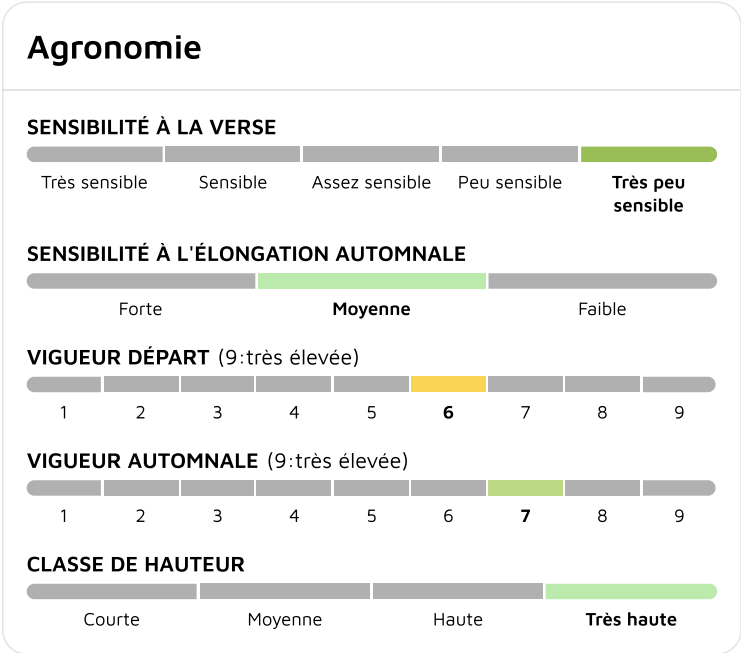 Agronomie
SENSIBILITÉ À LA VERSE
Très sensible Sensible Assez sensible Peu sensible Très peu
sensible
SENSIBILITÉ À L'ÉLONGATION AUTOMNALE
Forte Moyenne Faible
VIGUEUR DÉPART (9:très élevée)
1 2 3 4 5 6 7 8 9
VIGUEUR AUTOMNALE (9:très élevée)
1 2 3 4 5 6 7 8 9
CLASSE DE HAUTEUR
Courte Moyenne Haute Très haute